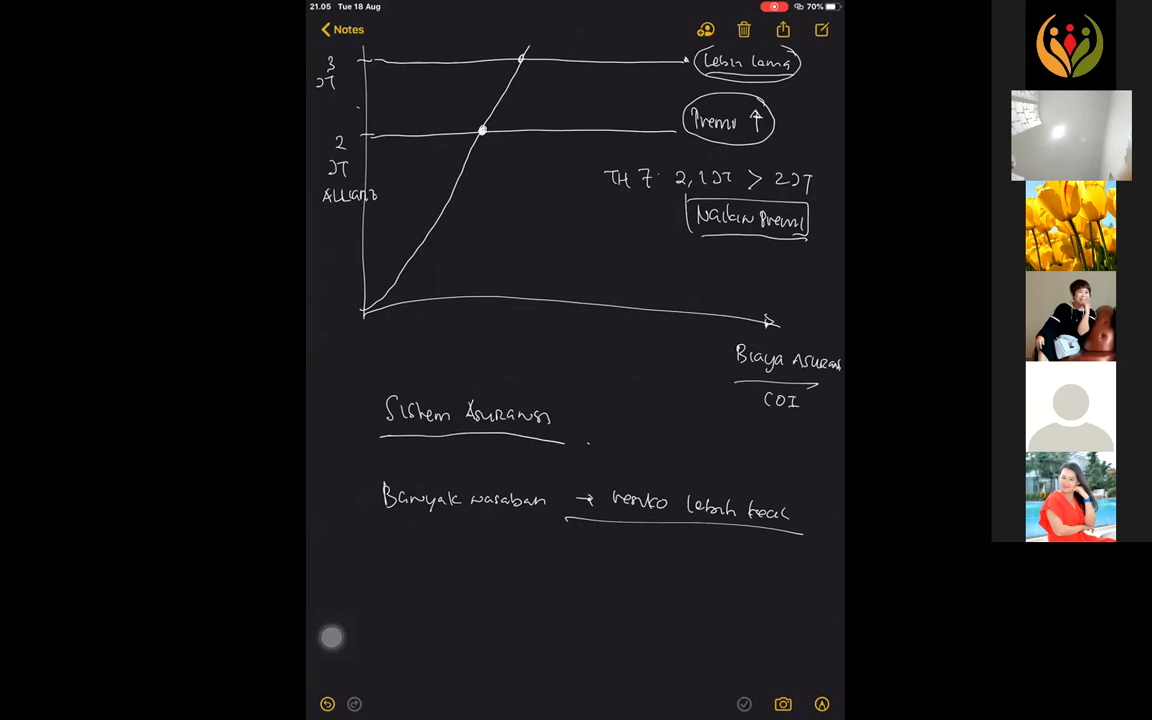 21.05 Tue 18 Aug
70%
Notes
3
JT
Lebih lama
2
JT
Premi ↑
ALLIANZ
TH 7: 2,1 JT > 2 JT
Naikin Premi
Biaya Asurans
COI
Sistem Asuransi
Banyak nasabah → resiko lebih kecil